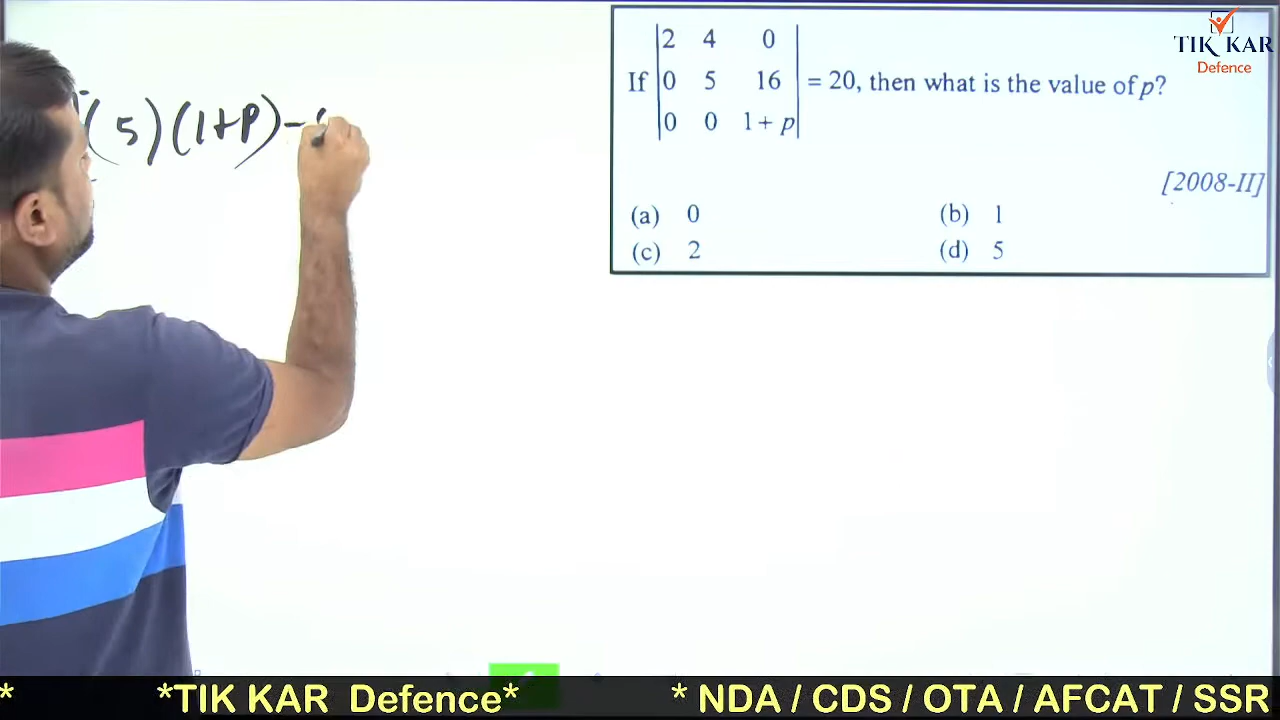 TIK KAR
Defence
If |2 4 0|
|0 5 16| = 20, then what is the value of p?
|0 0 1 + p|
[2008-II]
(a) 0 (b) 1
(c) 2 (d) 5
(5)(1+P)-
* *TIK KAR Defence* * NDA / CDS / OTA / AFCAT / SSR